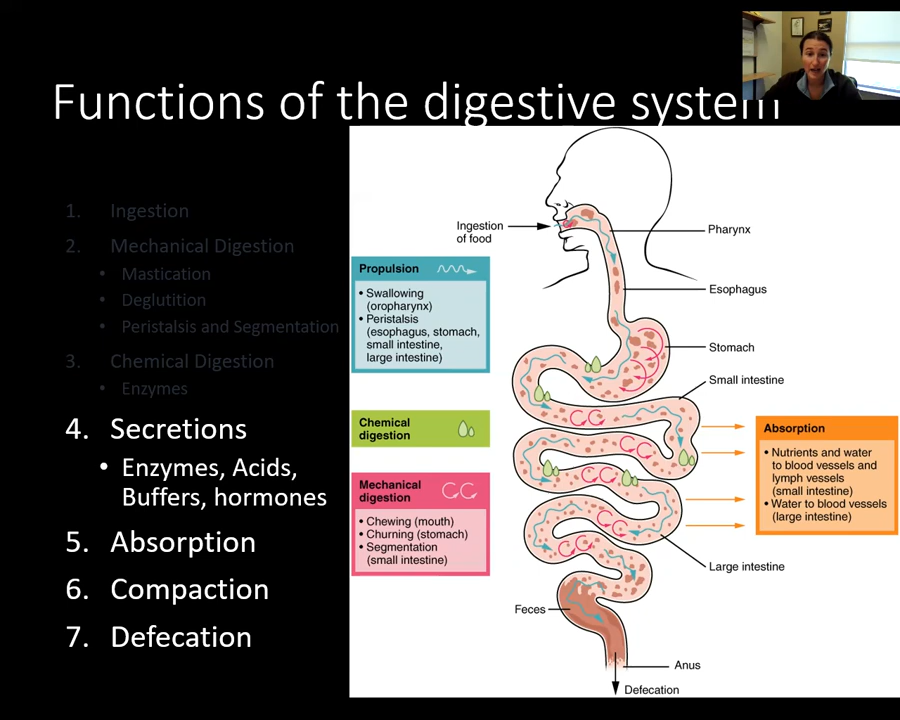 Functions of the digestive system
1. Ingestion
2. Mechanical Digestion
• Mastication
• Deglutition
• Peristalsis and Segmentation
3. Chemical Digestion
• Enzymes
4. Secretions
• Enzymes, Acids,
Buffers, hormones
5. Absorption
6. Compaction
7. Defecation
Ingestion
of food
Pharynx
Propulsion
• Swallowing
(oropharynx)
• Peristalsis
(esophagus, stomach,
small intestine,
large intestine)
Esophagus
Stomach
Small intestine
Chemical
digestion
Absorption
• Nutrients and water
to blood vessels and
lymph vessels
(small intestine)
• Water to blood vessels
(large intestine)
Mechanical
digestion
• Chewing (mouth)
• Churning (stomach)
• Segmentation
(small intestine)
Large intestine
Feces
Anus
Defecation